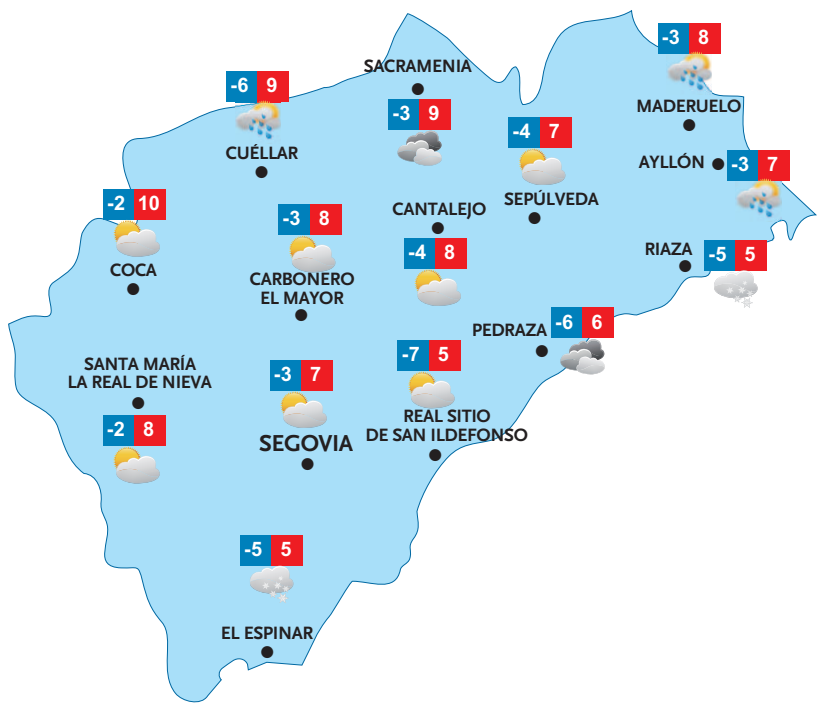 -3 8
MADERUELO
SACRAMENIA
-3 9
-6 9
CUÉLLAR
-4 7
SEPÚLVEDA
AYLLÓN
-3 7
-2 10
COCA
-3 8
CARBONERO
EL MAYOR
CANTALEJO
-4 8
RIAZA
-5 5
PEDRAZA
-6 6
SANTA MARÍA
LA REAL DE NIEVA
-2 8
-3 7
SEGOVIA
-7 5
REAL SITIO
DE SAN ILDEFONSO
-5 5
EL ESPINAR